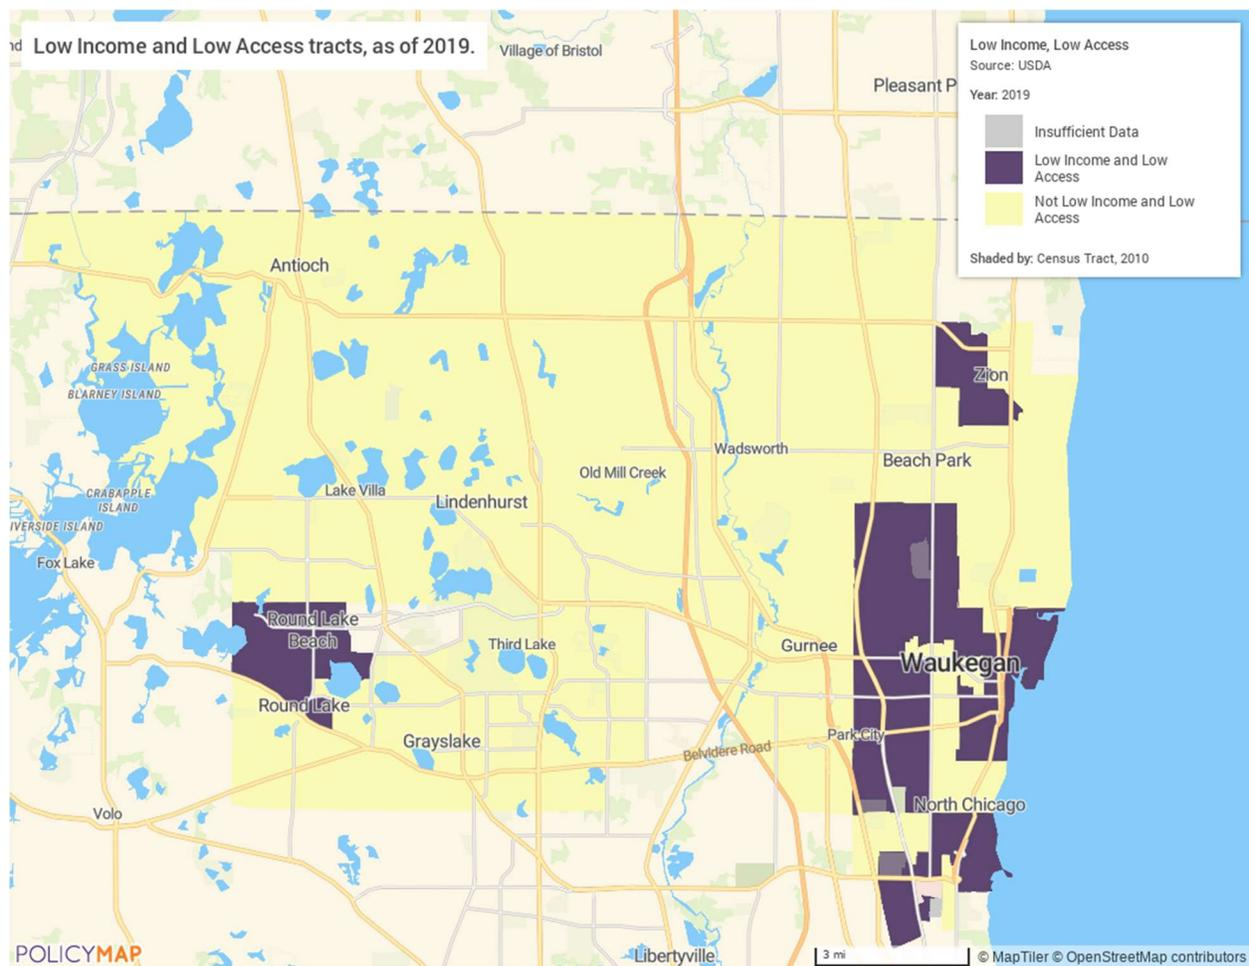 nd
Low Income and Low Access tracts, as of 2019.
Village of Bristol
Pleasant P
Low Income, Low Access
Source: USDA
Year: 2019
Insufficient Data
Low Income and Low
Access
Not Low Income and Low
Access
Shaded by: Census Tract, 2010
Antioch
GRASS ISLAND
BLARNEY ISLAND
Zion
Wadsworth
Beach Park
Old Mill Creek
CRABAPPLE
ISLAND
Lake Villa
Lindenhurst
IVERSIDE ISLAND
Fox Lake
Round Lake
Beach
Third Lake
Gurnee
Waukegan
Round Lake
Grayslake
Park City
Belvidere Road
North Chicago
Volo
POLICYMAP
Libertyville
3 mi
© MapTiler © OpenStreetMap contributors